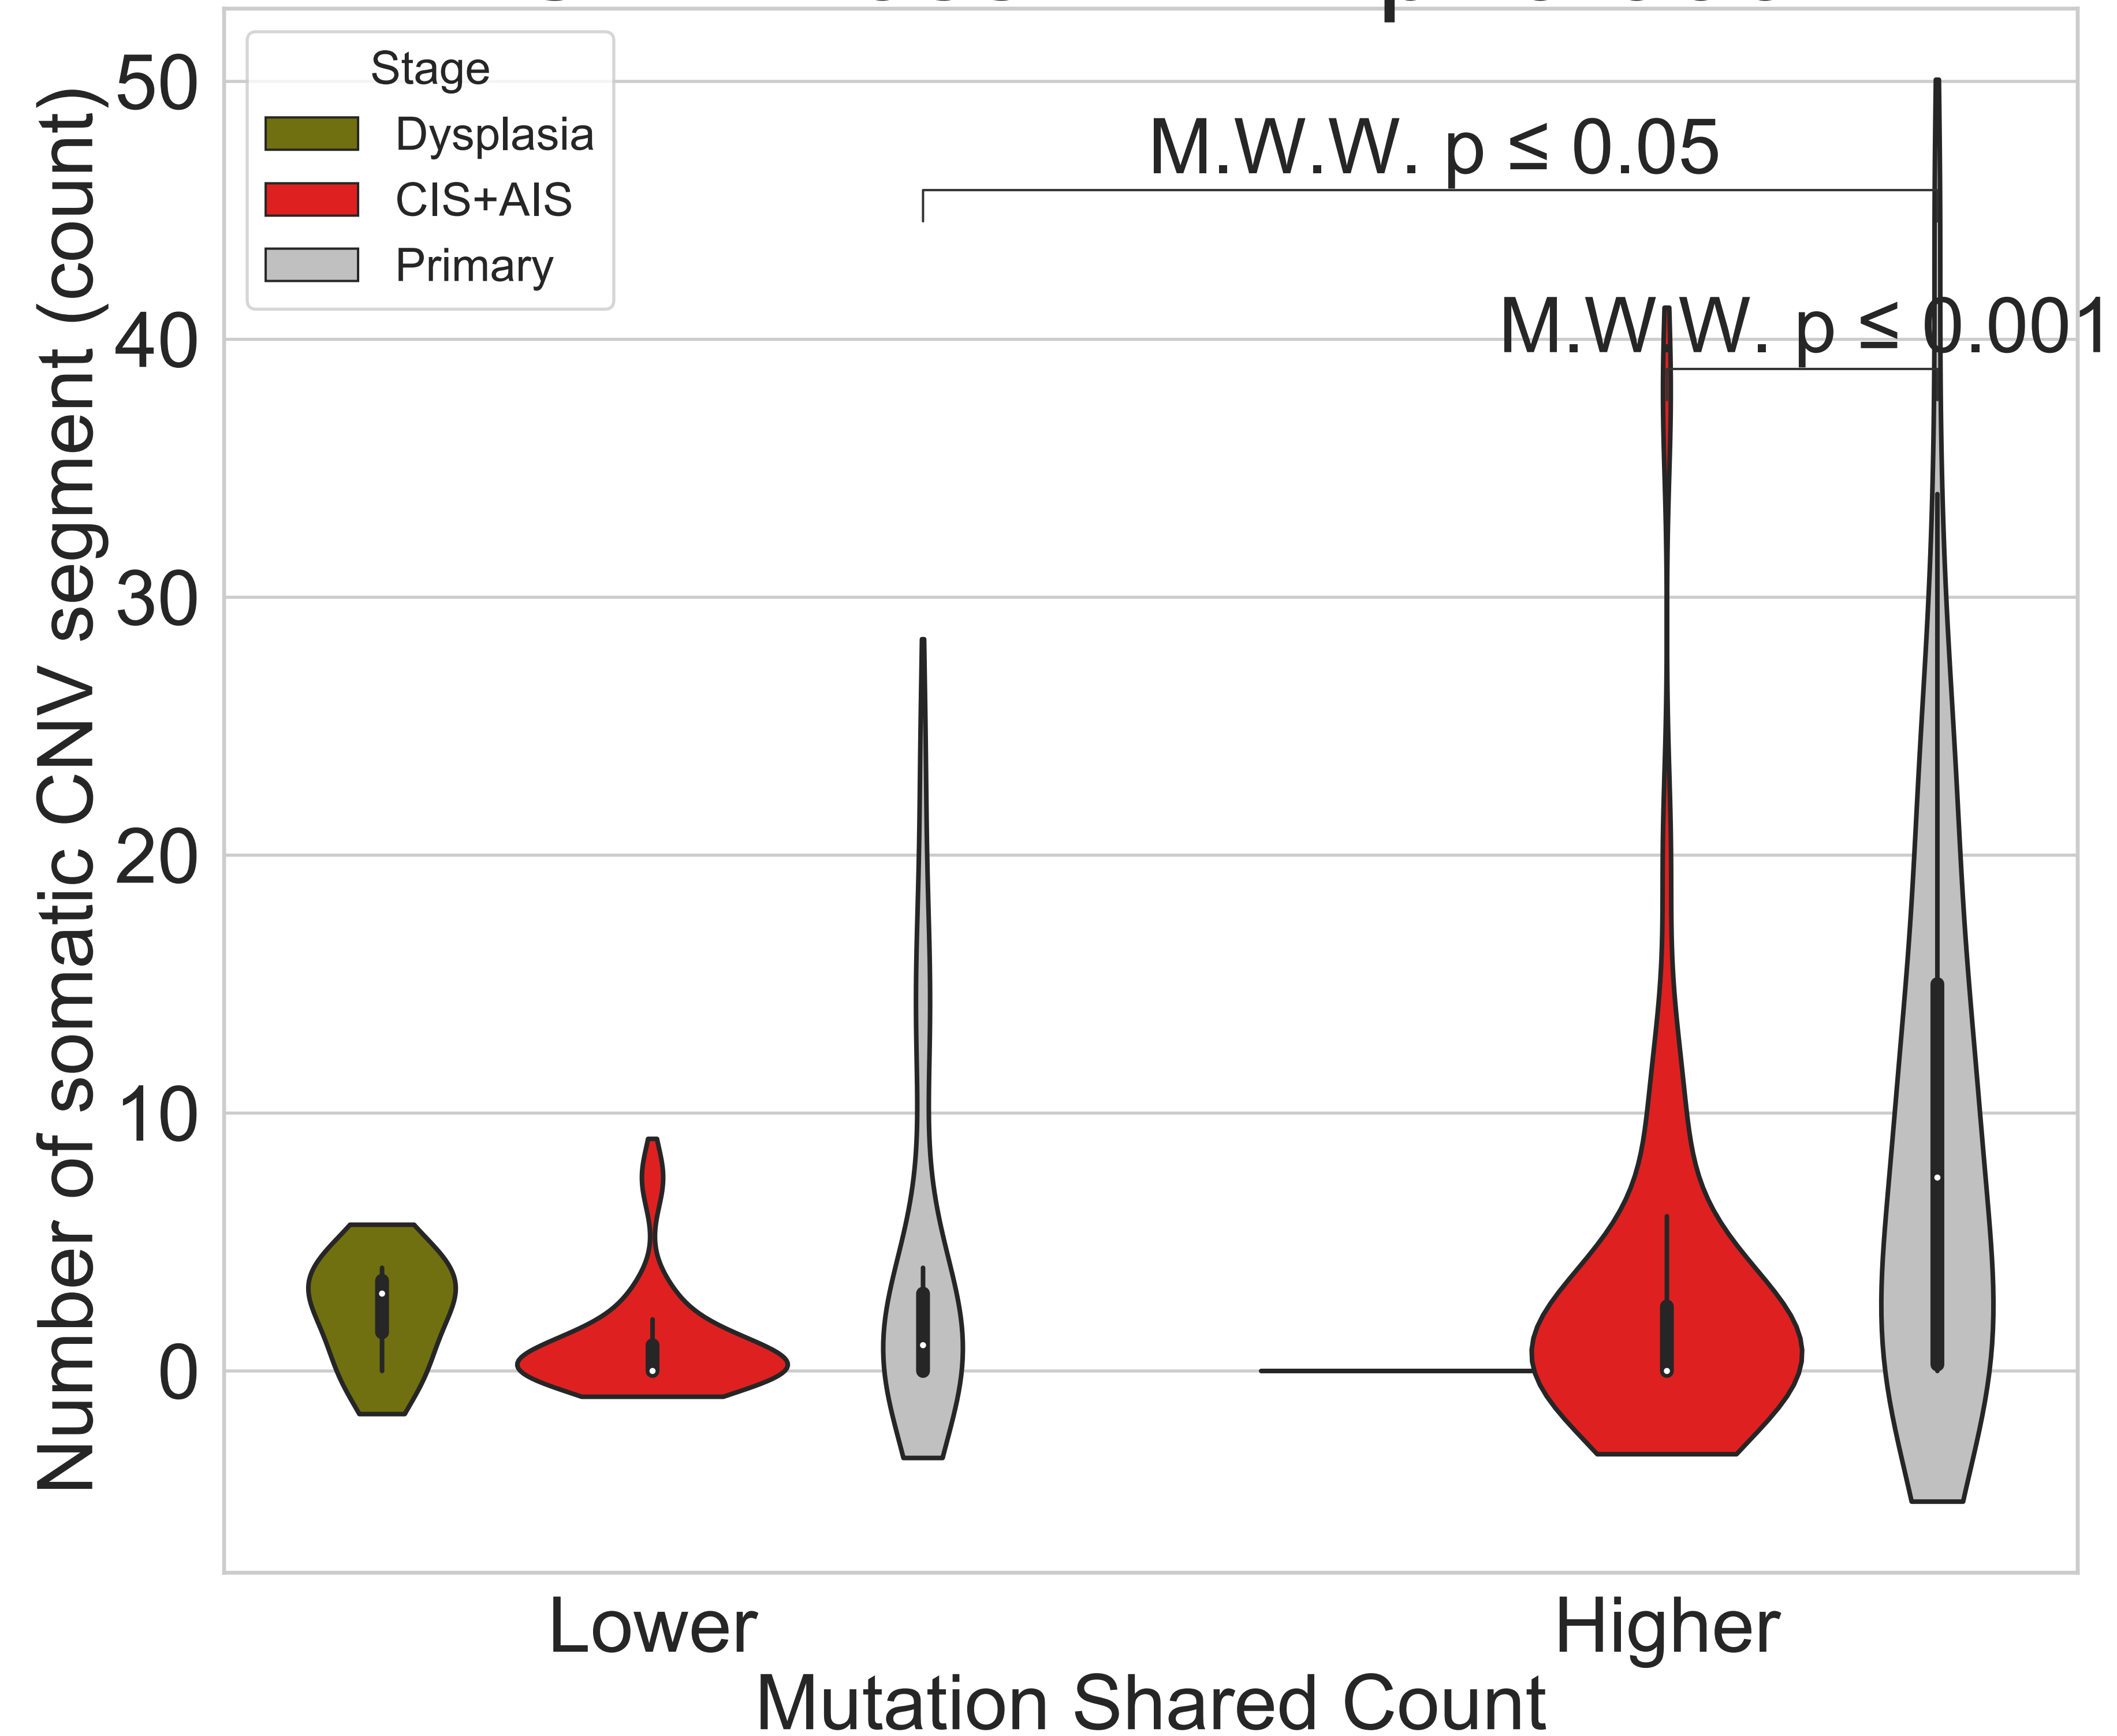 Stage
Dysplasia
CIS+AIS
Primary
M.W.W. p ≤ 0.05
M.W.W. p ≤ 0.001
Number of somatic CNV segment (count)
50
40
30
20
10
0
Lower
Higher
Mutation Shared Count